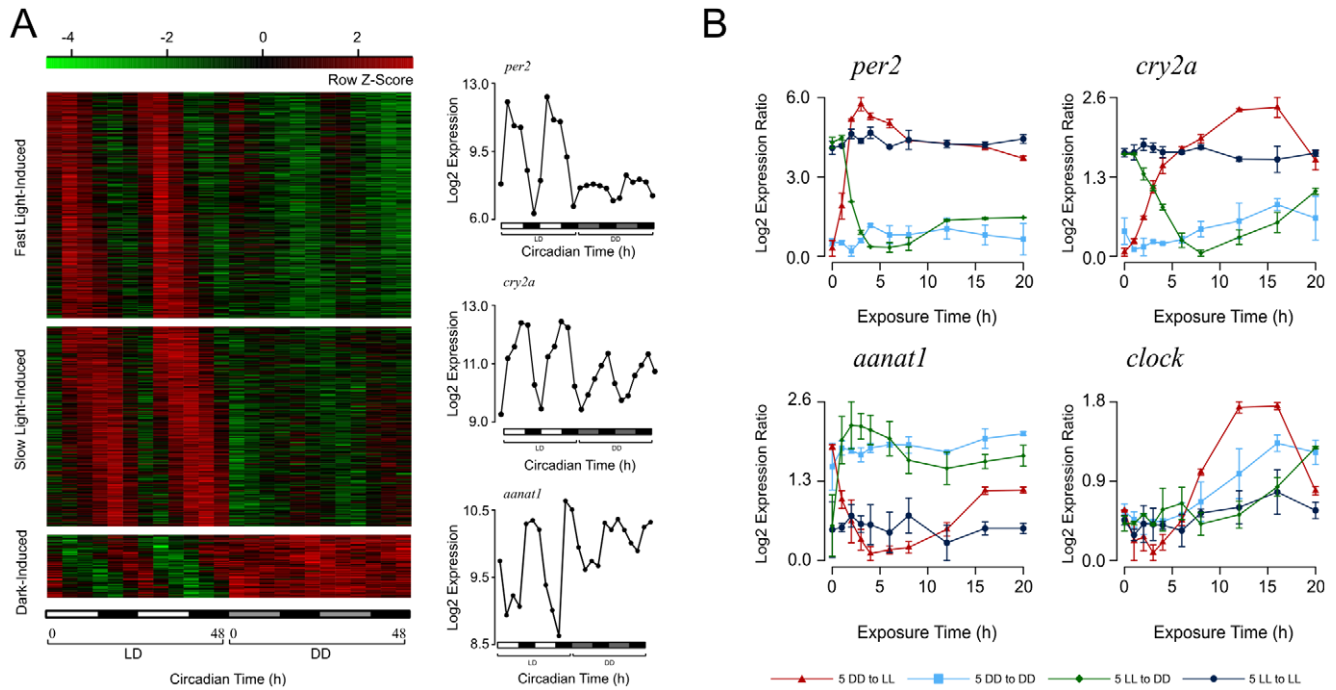 A
-4 -2 0 2
Row Z-Score
Fast Light-Induced
Slow Light-Induced
Dark-Induced
0 48 0 48
LD DD
Circadian Time (h)
per2
13.0
9.5
6.0
Log2 Expression
LD DD
Circadian Time (h)
cry2a
13.0
11.0
9.0
Log2 Expression
LD DD
Circadian Time (h)
aanat1
10.5
9.5
8.5
Log2 Expression
LD DD
Circadian Time (h)
B
per2
6.0
3.0
0.0
Log2 Expression Ratio
0 5 10 15 20
Exposure Time (h)
cry2a
2.6
1.3
0.0
Log2 Expression Ratio
0 5 10 15 20
Exposure Time (h)
aanat1
2.6
1.3
0.0
Log2 Expression Ratio
0 5 10 15 20
Exposure Time (h)
clock
1.8
0.9
0.0
Log2 Expression Ratio
0 5 10 15 20
Exposure Time (h)
5 DD to LL 5 DD to DD 5 LL to DD 5 LL to LL